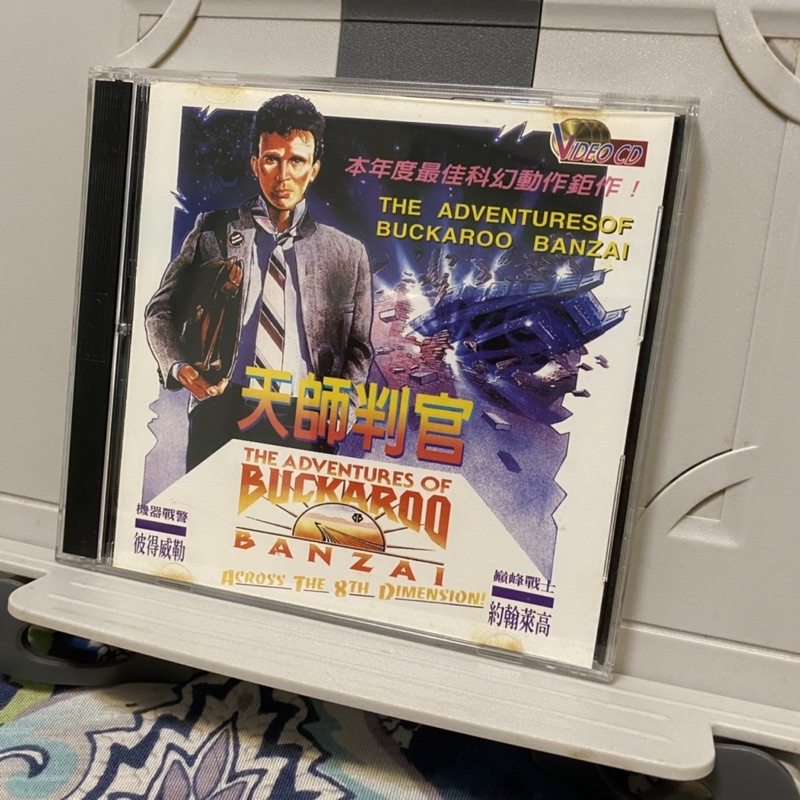 VIDEO CD
本年度最佳科幻動作鉅作！
THE ADVENTURESOF
BUCKAROO BANZAI
天師判官
THE ADVENTURES OF
BUCKAROO
BANZAI
ACROSS THE 8TH DIMENSION!
機器戰警
彼得威勒
巔峰戰士
約翰萊高